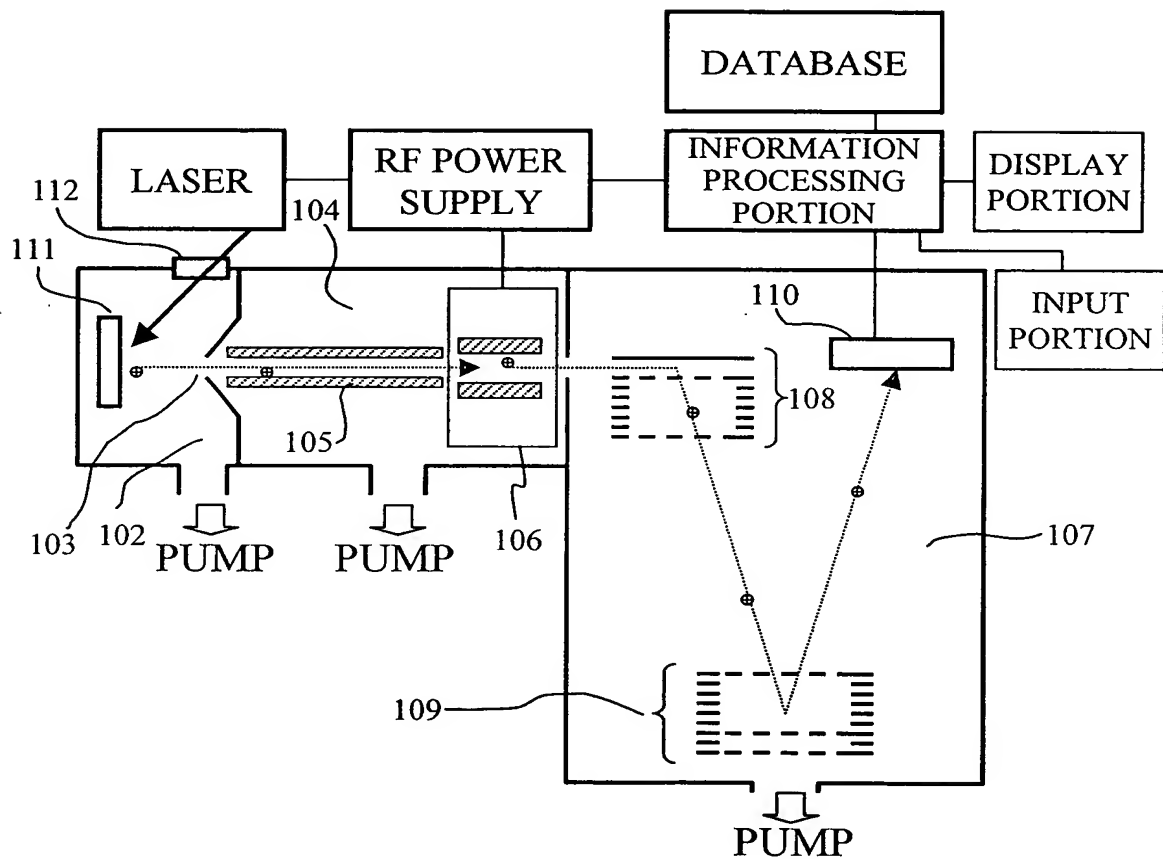 DATABASE
LASER
RF POWER
SUPPLY
INFORMATION
PROCESSING
PORTION
DISPLAY
PORTION
INPUT
PORTION
112
111
104
110
108
105
103
102
106
107
PUMP
PUMP
109
PUMP